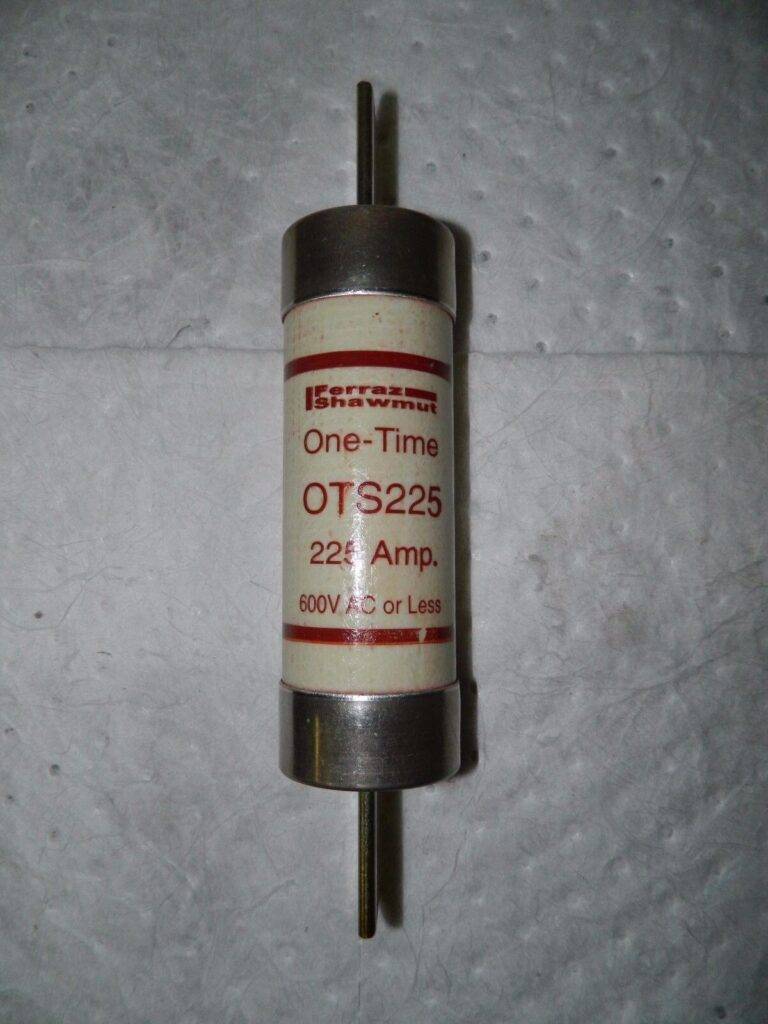 Ferraz
Shawmut
One-Time
OTS225
225 Amp.
600V AC or Less